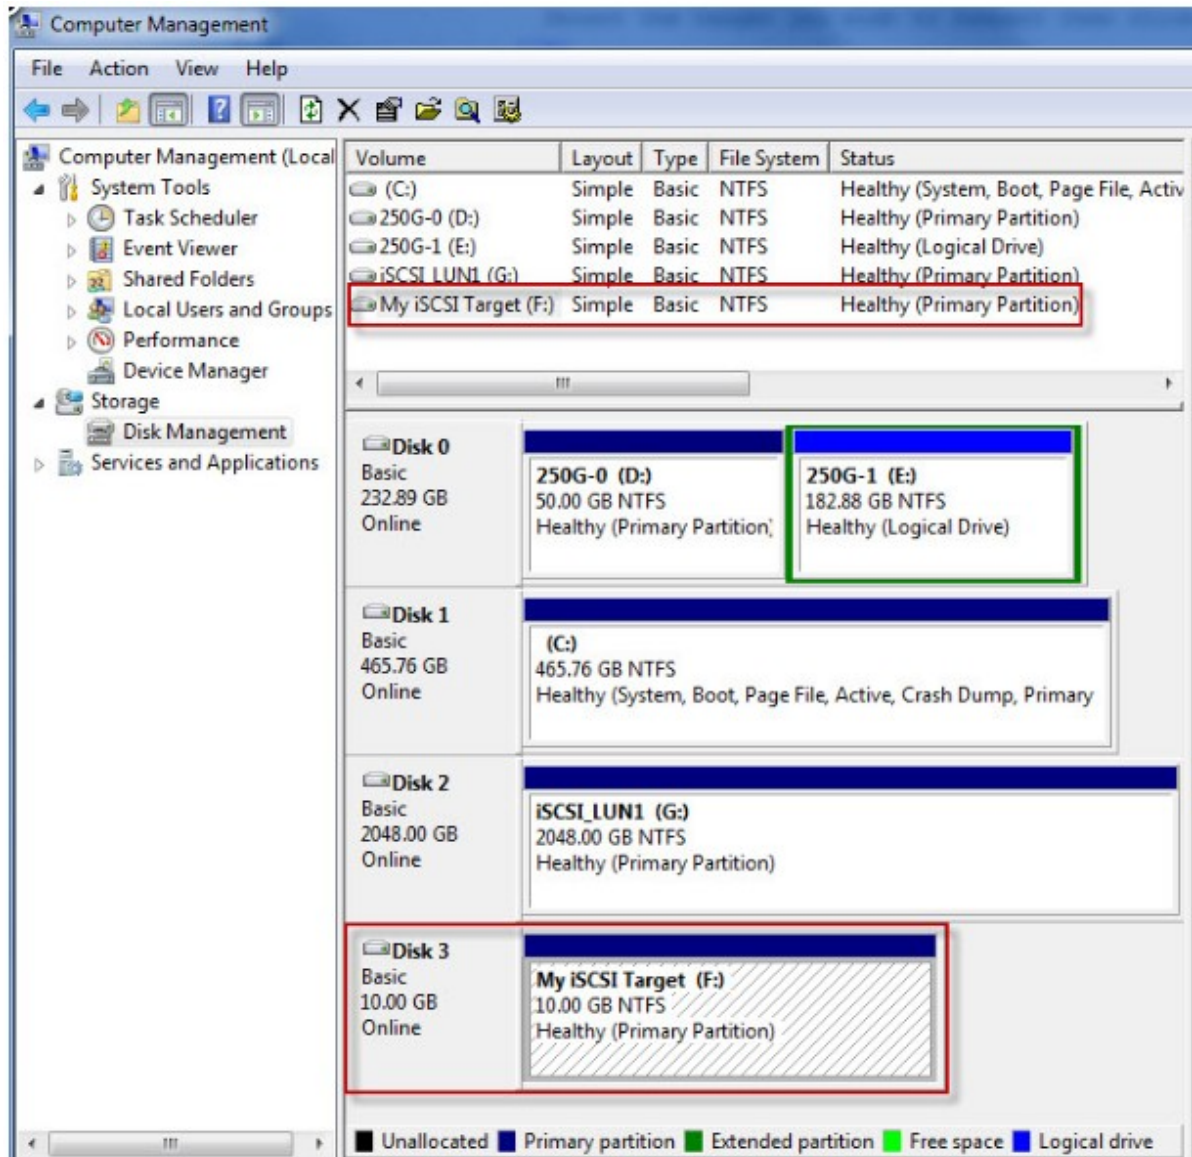 Computer Management
File Action View Help
Computer Management (Local
System Tools
Task Scheduler
Event Viewer
Shared Folders
Local Users and Groups
Performance
Device Manager
Storage
Disk Management
Services and Applications
Volume Layout Type File System Status
(C:) Simple Basic NTFS Healthy (System, Boot, Page File, Activ
250G-0 (D:) Simple Basic NTFS Healthy (Primary Partition)
250G-1 (E:) Simple Basic NTFS Healthy (Logical Drive)
iSCSI_LUN1 (G:) Simple Basic NTFS Healthy (Primary Partition)
My iSCSI Target (F:) Simple Basic NTFS Healthy (Primary Partition)
Disk 0
Basic
232.89 GB
Online
250G-0 (D:)
50.00 GB NTFS
Healthy (Primary Partition)
250G-1 (E:)
182.88 GB NTFS
Healthy (Logical Drive)
Disk 1
Basic
465.76 GB
Online
(C:)
465.76 GB NTFS
Healthy (System, Boot, Page File, Active, Crash Dump, Primary
Disk 2
Basic
2048.00 GB
Online
iSCSI_LUN1 (G:)
2048.00 GB NTFS
Healthy (Primary Partition)
Disk 3
Basic
10.00 GB
Online
My iSCSI Target (F:)
10.00 GB NTFS
Healthy (Primary Partition)
Unallocated Primary partition Extended partition Free space Logical drive